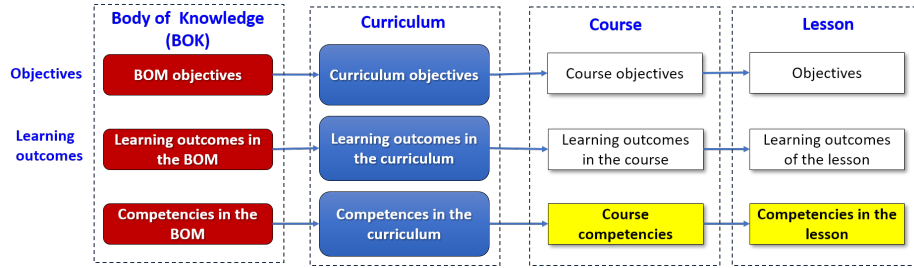 Body of Knowledge
(BOK)
Curriculum
Course
Lesson
Objectives
BOM objectives
Curriculum objectives
Course objectives
Objectives
Learning
outcomes
Learning outcomes in
the BOM
Learning outcomes in
the curriculum
Learning outcomes
in the course
Learning outcomes
of the lesson
Competencies in the
BOM
Competences in the
curriculum
Course
competencies
Competencies in the
lesson